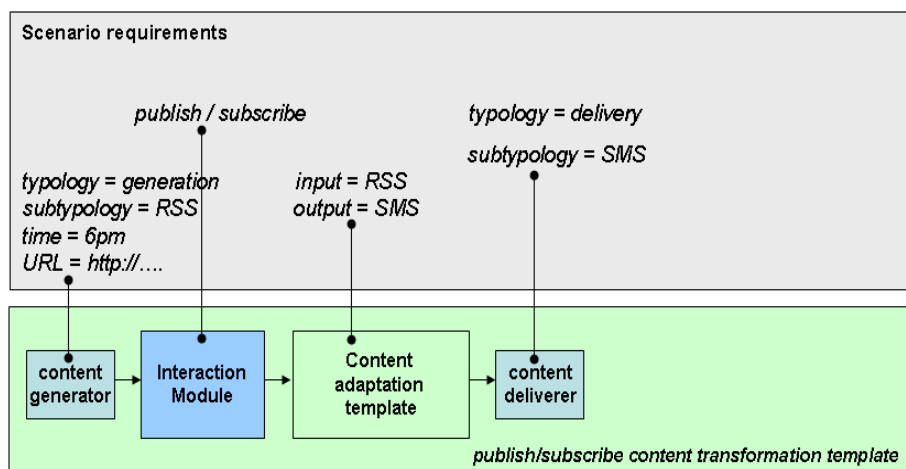 Scenario requirements
publish / subscribe
typology = delivery
subtypology = SMS
typology = generation
subtypology = RSS
time = 6pm
URL = http://....
input = RSS
output = SMS
content
generator
Interaction
Module
Content
adaptation
template
content
deliverer
publish/subscribe content transformation template